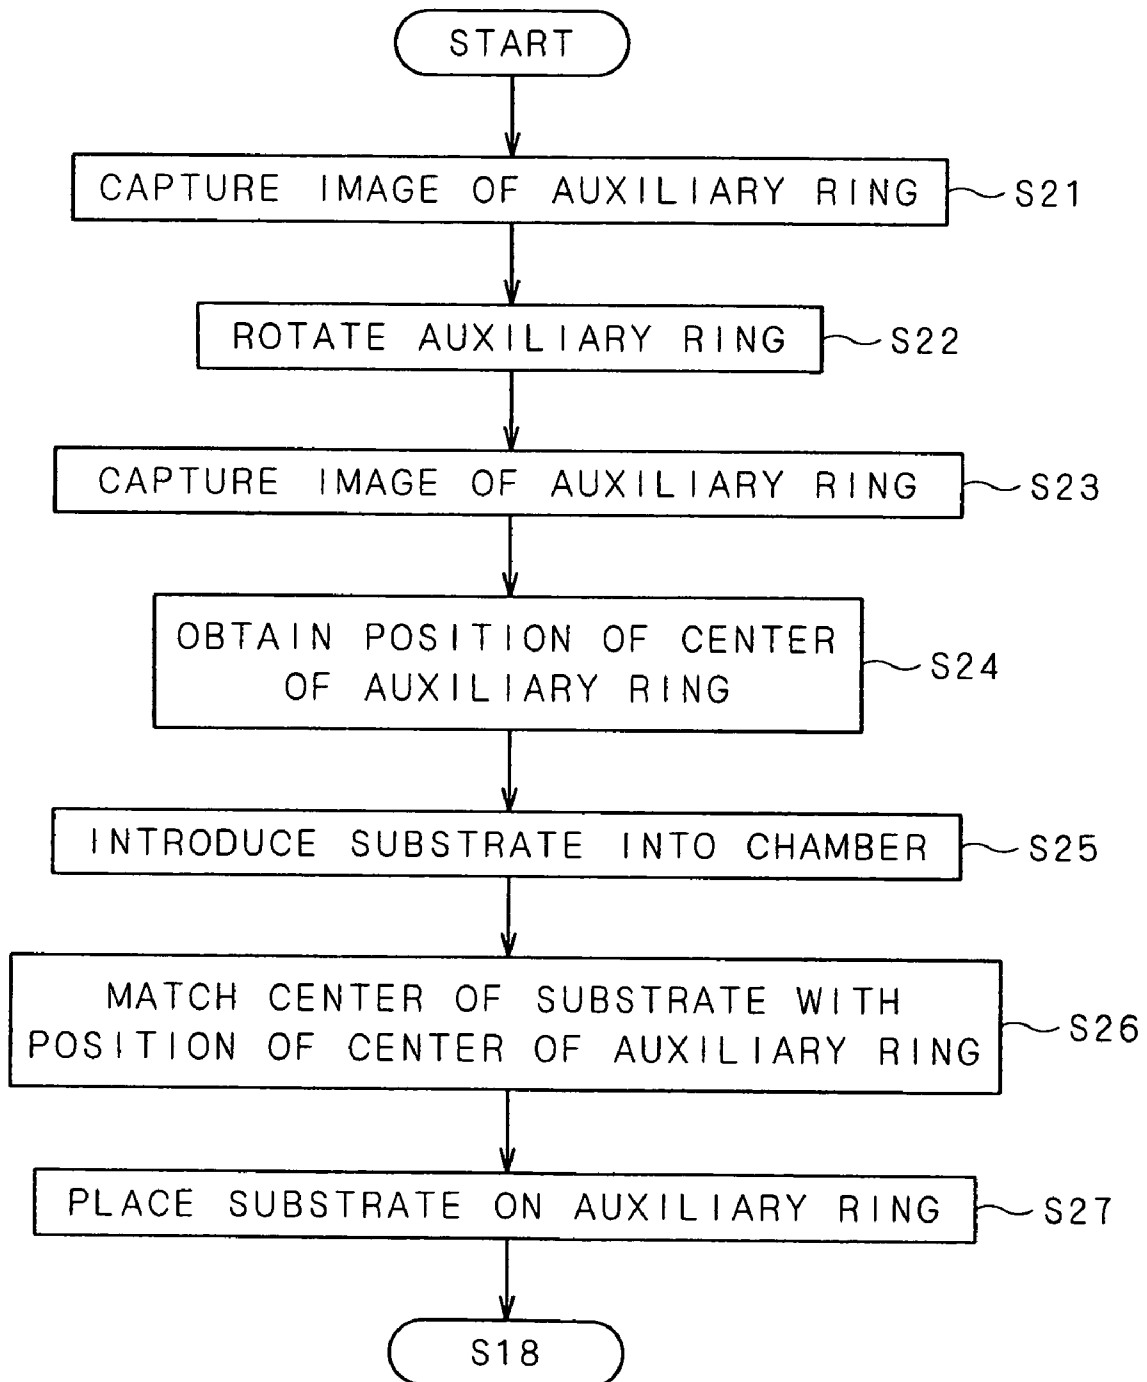 START
CAPTURE IMAGE OF AUXILIARY RING
S21
ROTATE AUXILIARY RING
S22
CAPTURE IMAGE OF AUXILIARY RING
S23
OBTAIN POSITION OF CENTER
OF AUXILIARY RING
S24
INTRODUCE SUBSTRATE INTO CHAMBER
S25
MATCH CENTER OF SUBSTRATE WITH
POSITION OF CENTER OF AUXILIARY RING
S26
PLACE SUBSTRATE ON AUXILIARY RING
S27
S18